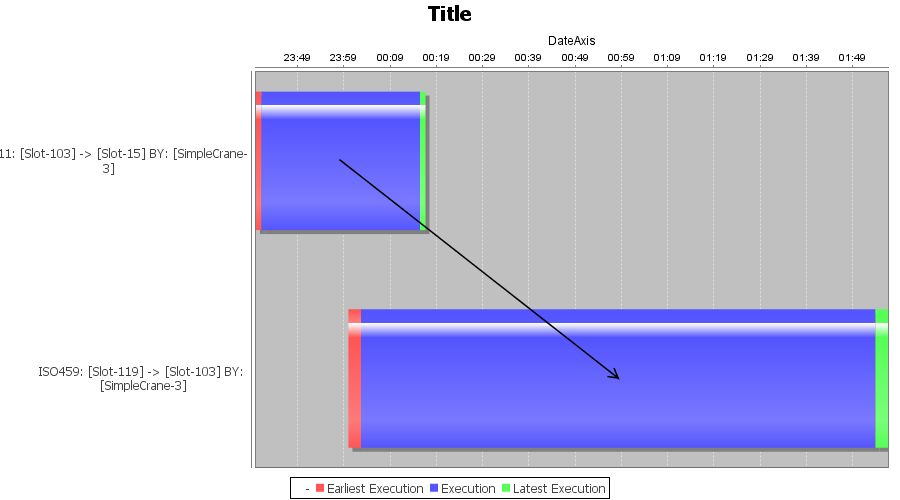 Title
DateAxis
23:49 23:59 00:09 00:19 00:29 00:39 00:49 00:59 01:09 01:19 01:29 01:39 01:49
11: [Slot-103] -> [Slot-15] BY: [SimpleCrane-
3]
ISO459: [Slot-119] -> [Slot-103] BY:
[SimpleCrane-3]
- Earliest Execution Execution Latest Execution